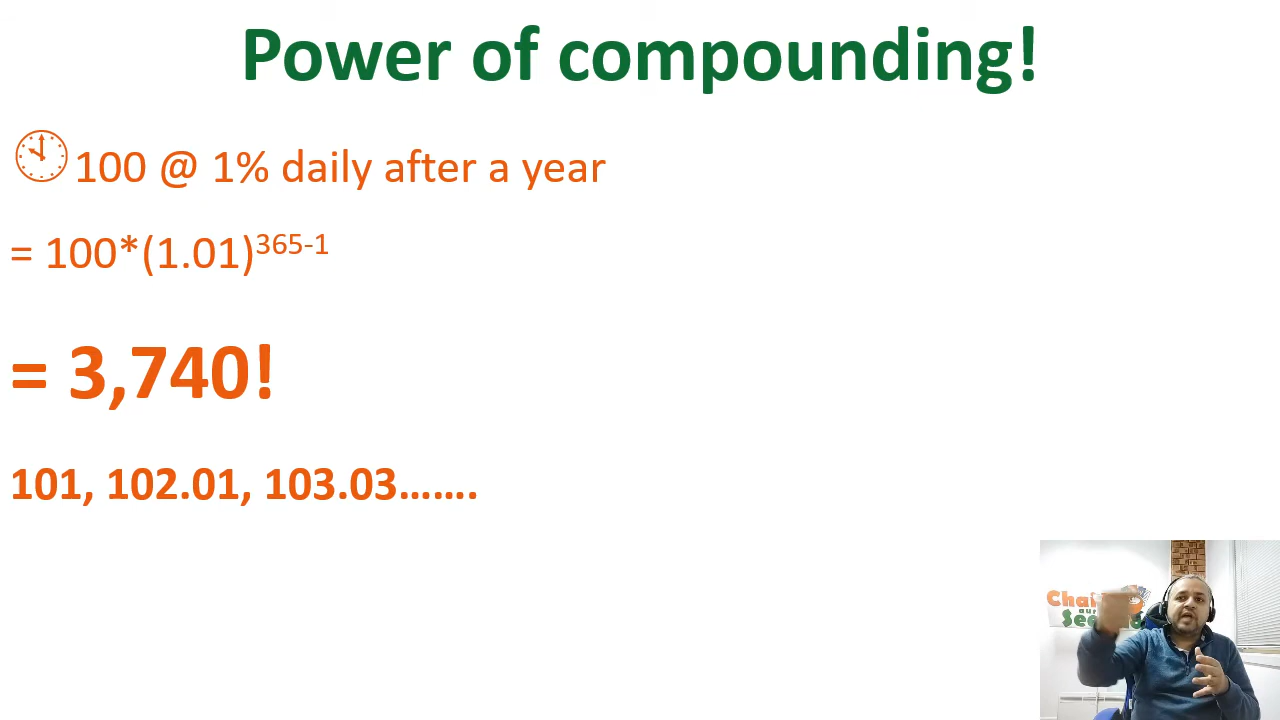 Power of compounding!
100 @ 1% daily after a year
= 100*(1.01)³⁶⁵⁻¹
= 3,740!
101, 102.01, 103.03.......